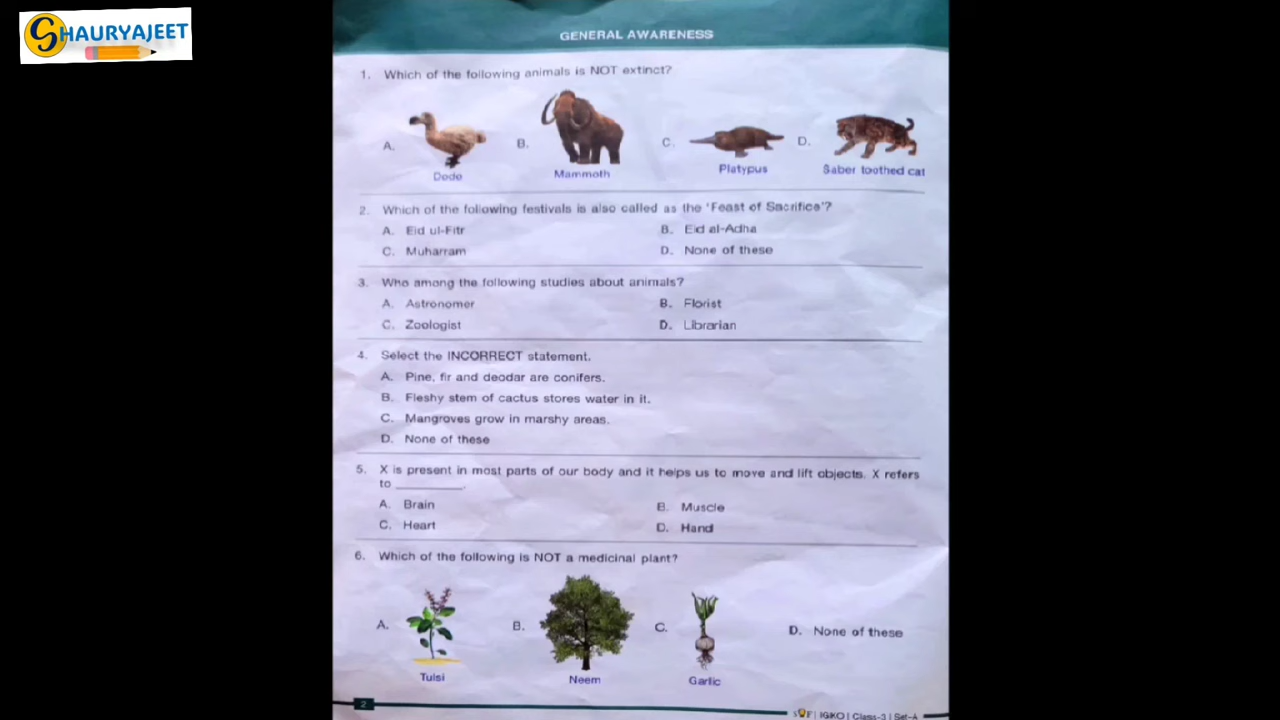 SHAURYAJEET
GENERAL AWARENESS
1. Which of the following animals is NOT extinct?
A. B. C. D.
Dodo Mammoth Platypus Saber toothed cat
2. Which of the following festivals is also called as the 'Feast of Sacrifice'?
A. Eid ul-Fitr B. Eid al-Adha
C. Muharram D. None of these
3. Who among the following studies about animals?
A. Astronomer B. Florist
C. Zoologist D. Librarian
4. Select the INCORRECT statement.
A. Pine, fir and deodar are conifers.
B. Fleshy stem of cactus stores water in it.
C. Mangroves grow in marshy areas.
D. None of these
5. X is present in most parts of our body and it helps us to move and lift objects. X refers
to ________.
A. Brain B. Muscle
C. Heart D. Hand
6. Which of the following is NOT a medicinal plant?
A. B. C. D. None of these
Tulsi Neem Garlic
2 SOF | IGKO | Class-3 | Set-A